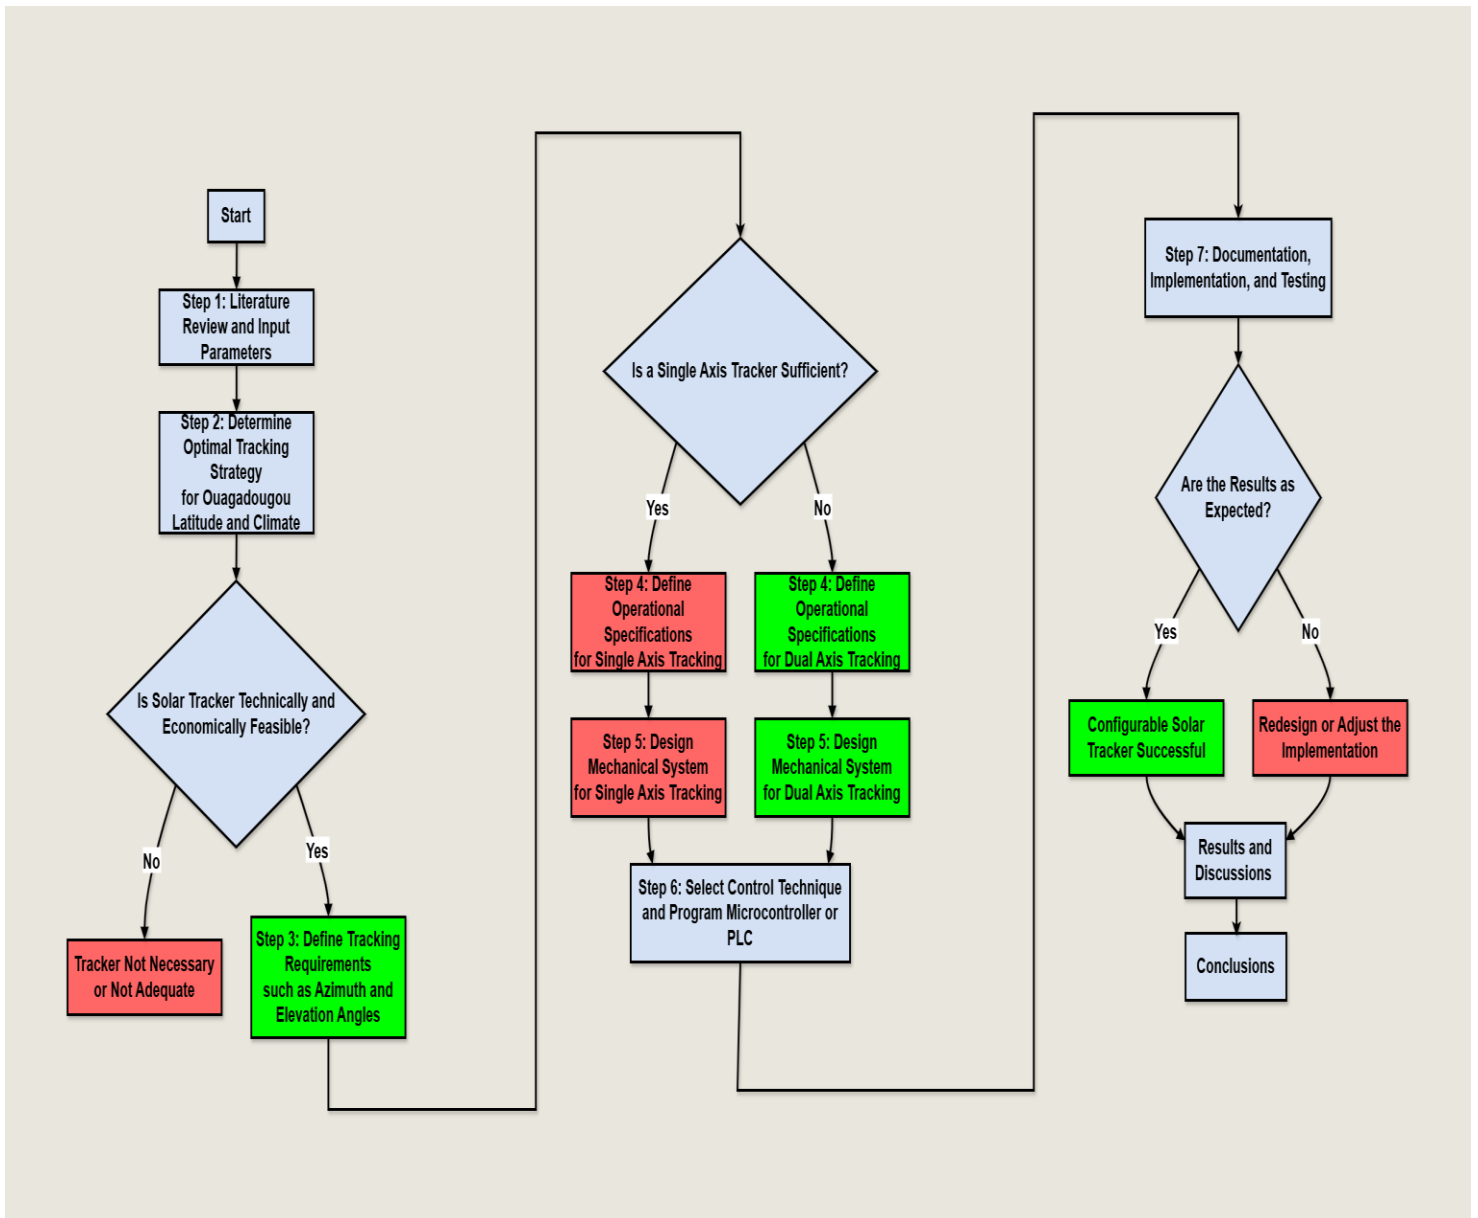 Start
Step 1: Literature
Review and Input
Parameters
Step 2: Determine
Optimal Tracking
Strategy
for Ouagadougou
Latitude and Climate
Is Solar Tracker Technically and
Economically Feasible?
No
Yes
Tracker Not Necessary
or Not Adequate
Step 3: Define Tracking
Requirements
such as Azimuth and
Elevation Angles
Is a Single Axis Tracker Sufficient?
Yes
No
Step 4: Define
Operational
Specifications
for Single Axis Tracking
Step 4: Define
Operational
Specifications
for Dual Axis Tracking
Step 5: Design
Mechanical System
for Single Axis Tracking
Step 5: Design
Mechanical System
for Dual Axis Tracking
Step 6: Select Control Technique
and Program Microcontroller or
PLC
Step 7: Documentation,
Implementation, and Testing
Are the Results as
Expected?
Yes
No
Configurable Solar
Tracker Successful
Redesign or Adjust the
Implementation
Results and
Discussions
Conclusions